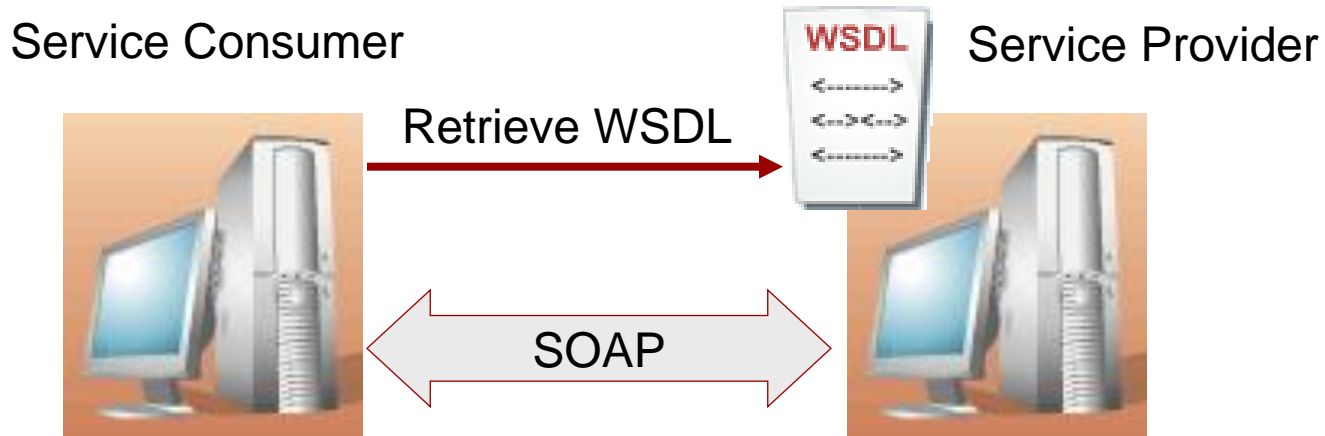 Service Consumer
WSDL
Service Provider
<------->
Retrieve WSDL
<--><-->
<------->
SOAP